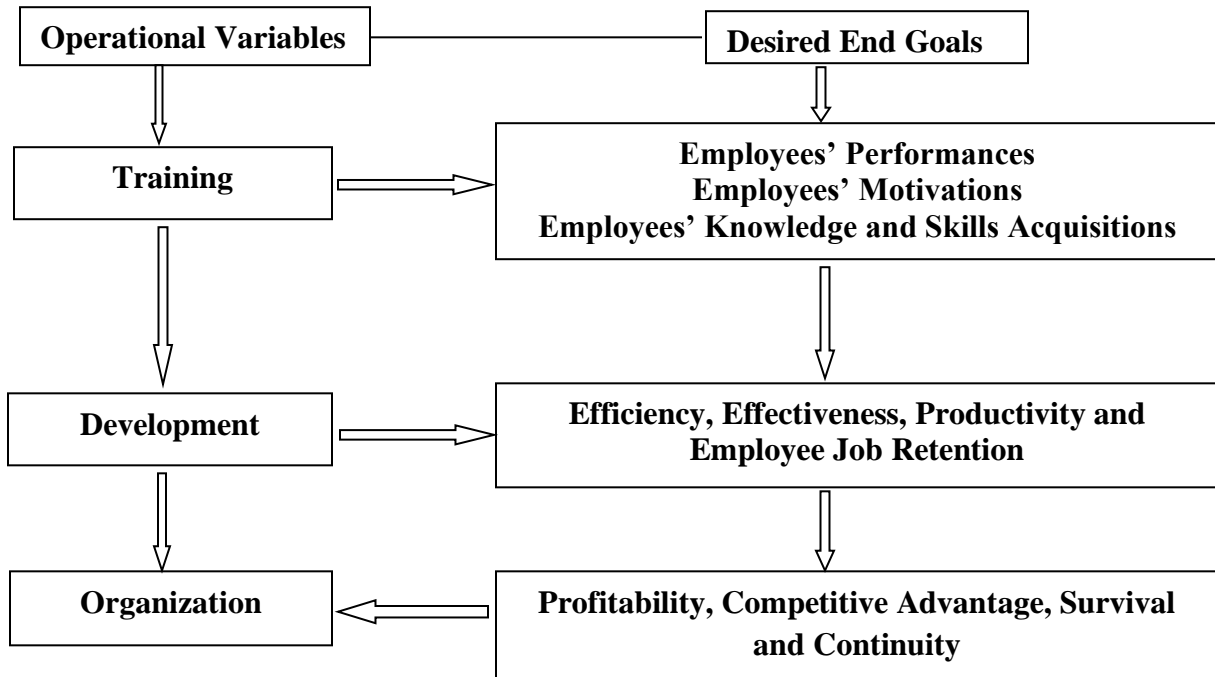 Operational Variables
Desired End Goals
Training
Employees’ Performances
Employees’ Motivations
Employees’ Knowledge and Skills Acquisitions
Development
Efficiency, Effectiveness, Productivity and
Employee Job Retention
Organization
Profitability, Competitive Advantage, Survival
and Continuity